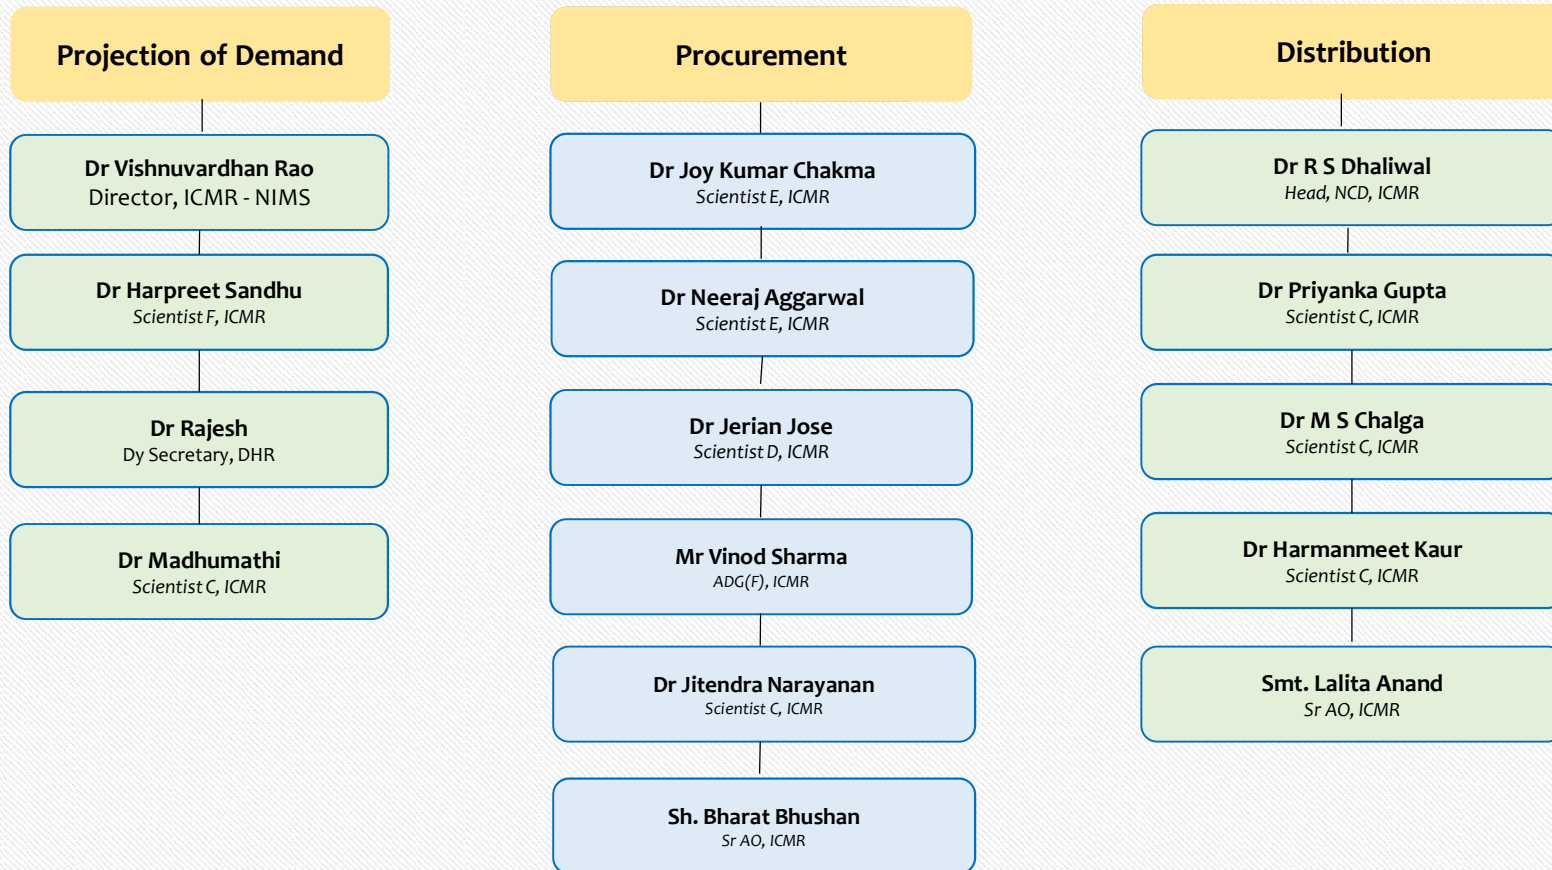 Projection of Demand
Dr Vishnuvardhan Rao
Director, ICMR - NIMS
Dr Harpreet Sandhu
Scientist F, ICMR
Dr Rajesh
Dy Secretary, DHR
Dr Madhumathi
Scientist C, ICMR
Procurement
Dr Joy Kumar Chakma
Scientist E, ICMR
Dr Neeraj Aggarwal
Scientist E, ICMR
Dr Jerian Jose
Scientist D, ICMR
Mr Vinod Sharma
ADG(F), ICMR
Dr Jitendra Narayanan
Scientist C, ICMR
Sh. Bharat Bhushan
Sr AO, ICMR
Distribution
Dr R S Dhaliwal
Head, NCD, ICMR
Dr Priyanka Gupta
Scientist C, ICMR
Dr M S Chalga
Scientist C, ICMR
Dr Harmanmeet Kaur
Scientist C, ICMR
Smt. Lalita Anand
Sr AO, ICMR